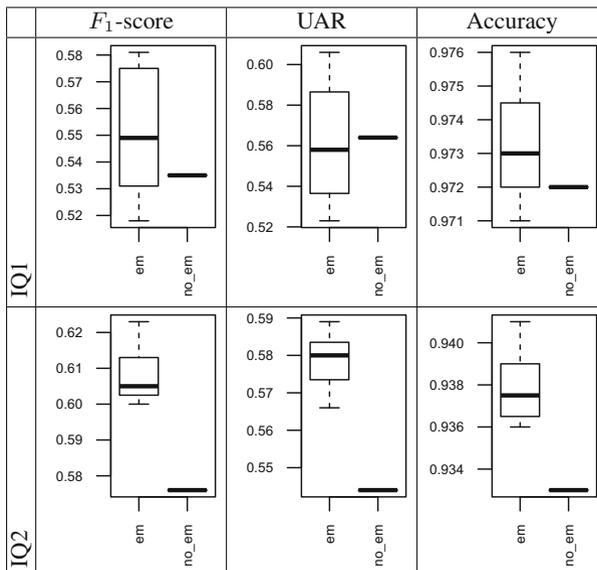 F₁-score UAR Accuracy
IQ1
0.58
0.57
0.56
0.55
0.54
0.53
0.52
em
no_em
0.60
0.58
0.56
0.54
0.52
em
no_em
0.976
0.975
0.974
0.973
0.972
0.971
em
no_em
IQ2
0.62
0.61
0.60
0.59
0.58
em
no_em
0.59
0.58
0.57
0.56
0.55
em
no_em
0.940
0.938
0.936
0.934
em
no_em